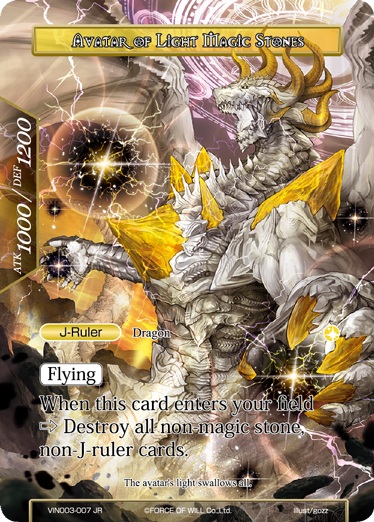 Avatar of Light Magic Stones
ATK 1000 / DEF 1200
J-Ruler Dragon
Flying
When this card enters your field
⇨ Destroy all non-magic stone,
non-J-ruler cards.
The avatar's light swallows all.
VIN003-007 JR ©FORCE OF WILL Co.,Ltd. Illust/gozz